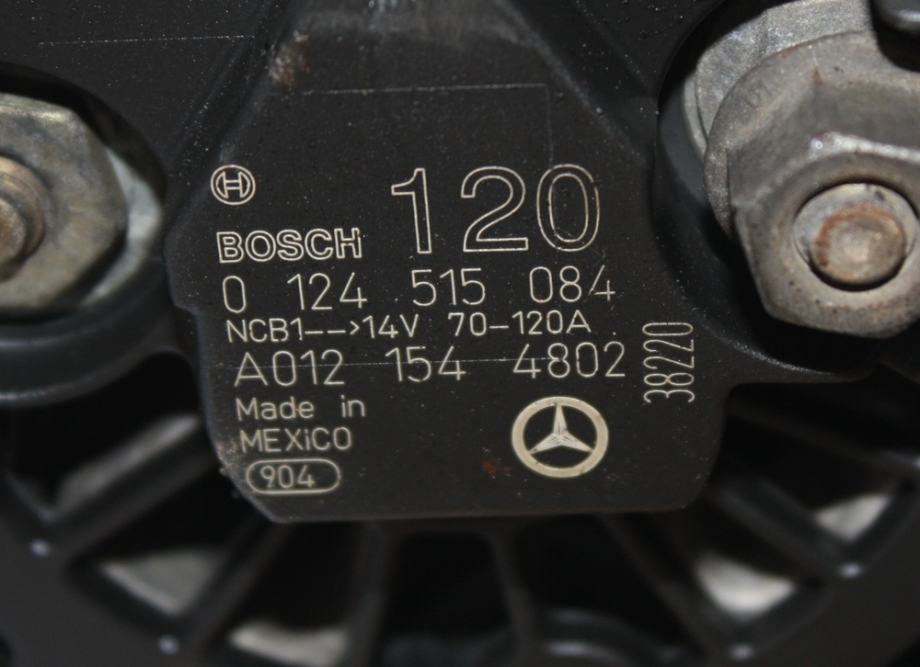 120
BOSCH
0 124 515 084
NCB1-->14V 70-120A
A012 154 4802
38220
Made in
MEXiCO
904